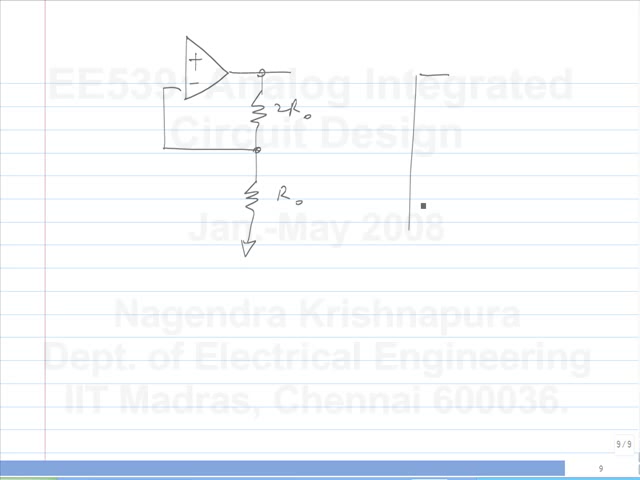 EE539: Analog Integrated
Circuit Design
+
-
2R₀
R₀
Jan.-May 2008
Nagendra Krishnapura
Dept. of Electrical Engineering
IIT Madras, Chennai 600036.
9/9
9